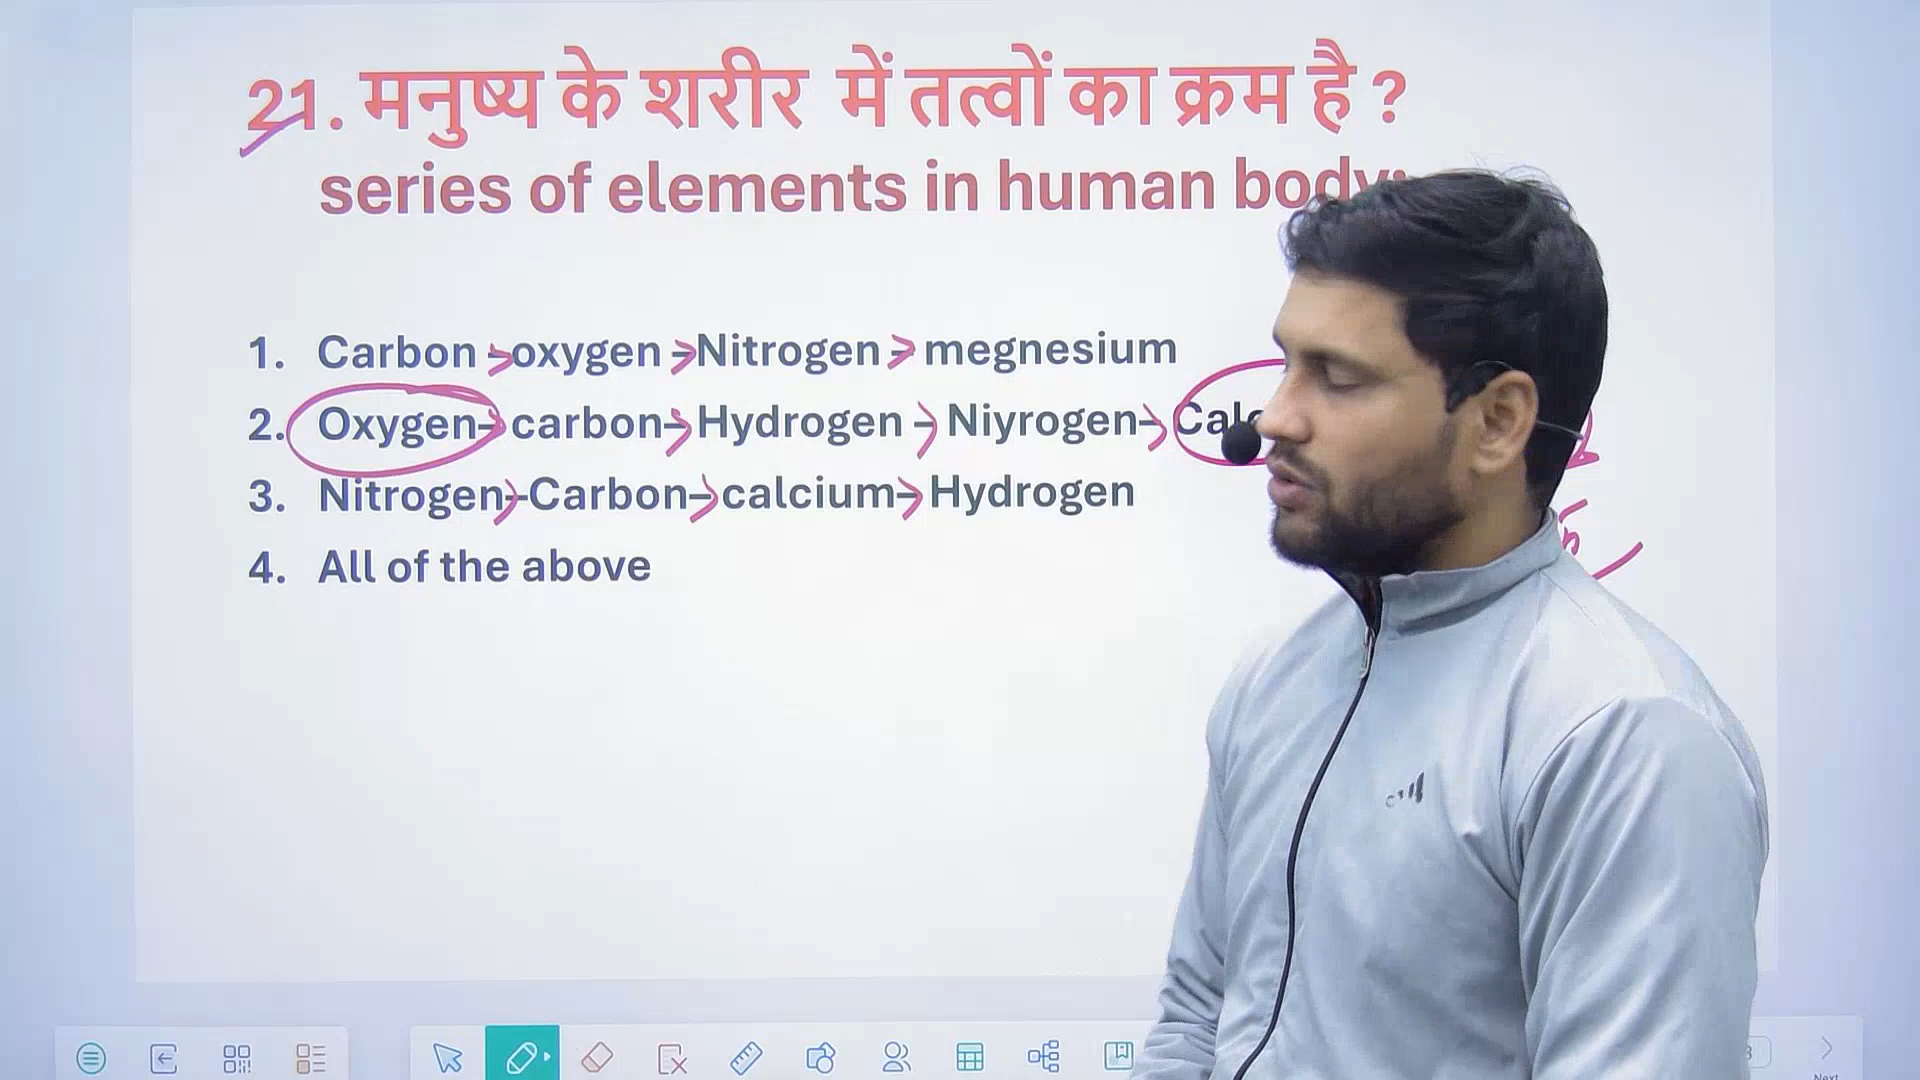 21. मनुष्य के शरीर में तत्वों का क्रम है ?
series of elements in human body:
1. Carbon -oxygen -Nitrogen - megnesium
2. Oxygen- carbon- Hydrogen - Niyrogen-
3. Nitrogen -Carbon- calcium- Hydrogen
4. All of the above
Next